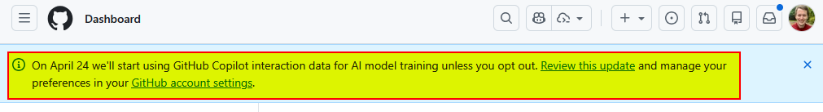 Dashboard
On April 24 we'll start using GitHub Copilot interaction data for AI model training unless you opt out. Review this update and manage your
preferences in your GitHub account settings.